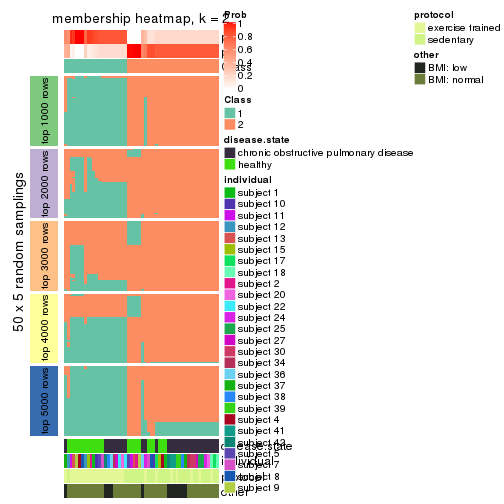 membership heatmap, k = 2
Prob
1
0.8
0.6
0.4
0.2
0
Class
1
2
disease.state
chronic obstructive pulmonary disease
healthy
individual
subject 1
subject 10
subject 11
subject 12
subject 13
subject 15
subject 17
subject 18
subject 2
subject 20
subject 22
subject 24
subject 25
subject 27
subject 30
subject 34
subject 36
subject 37
subject 38
subject 39
subject 4
subject 41
subject 42
subject 5
subject 7
subject 8
subject 9
protocol
exercise trained
sedentary
other
BMI: low
BMI: normal
50 x 5 random samplings
top 1000 rows
top 2000 rows
top 3000 rows
top 4000 rows
top 5000 rows
disease.state
individual
protocol
other